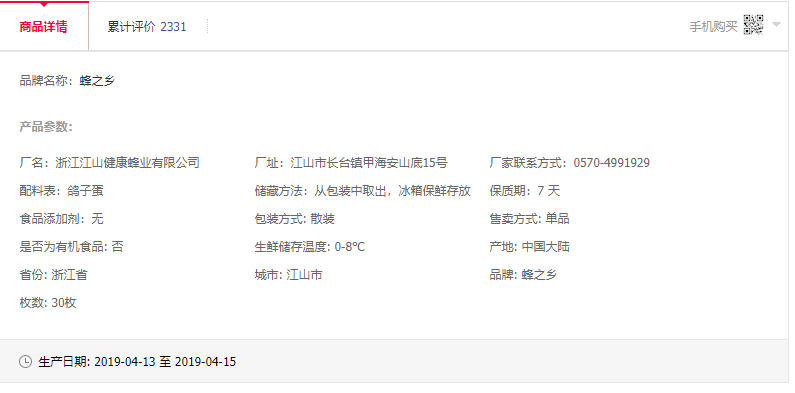 商品详情 累计评价 2331 手机购买
品牌名称：蜂之乡
产品参数：
厂名：浙江江山健康蜂业有限公司 厂址：江山市长台镇甲海安山底15号 厂家联系方式：0570-4991929
配料表：鸽子蛋 储藏方法：从包装中取出，冰箱保鲜存放 保质期：7 天
食品添加剂：无 包装方式: 散装 售卖方式: 单品
是否为有机食品: 否 生鲜储存温度: 0-8℃ 产地: 中国大陆
省份: 浙江省 城市: 江山市 品牌: 蜂之乡
枚数: 30枚
生产日期: 2019-04-13 至 2019-04-15